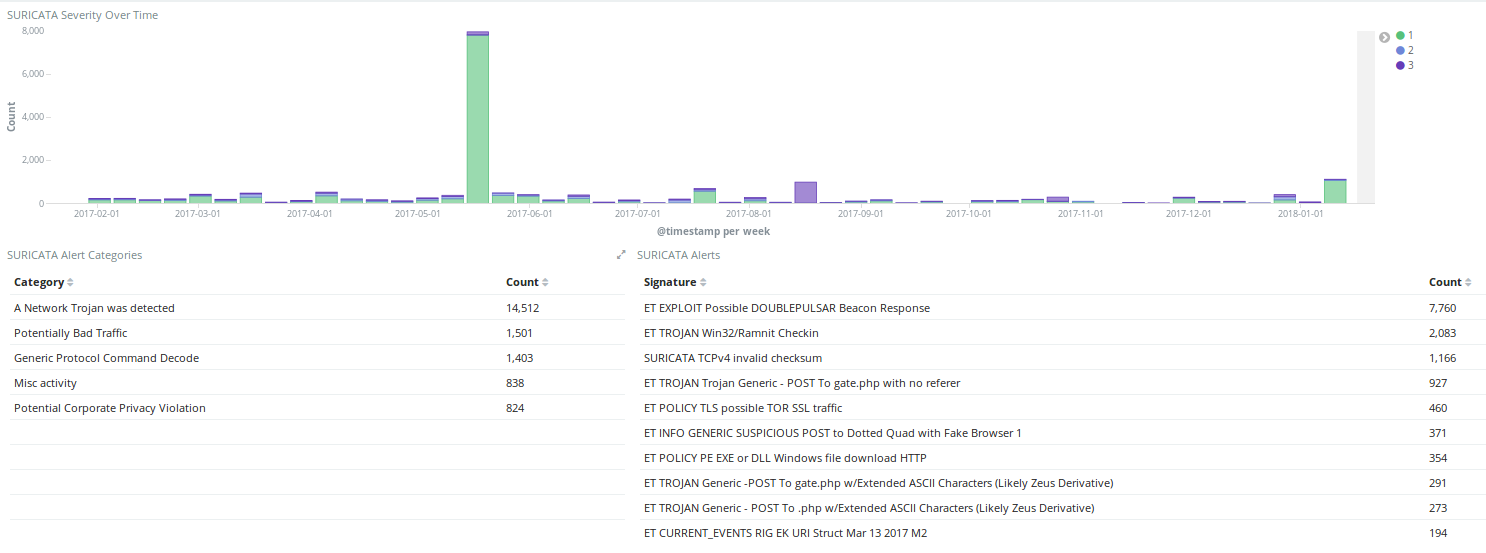 SURICATA Severity Over Time
8,000
6,000
4,000
2,000
0
Count
2017-02-01 2017-03-01 2017-04-01 2017-05-01 2017-06-01 2017-07-01 2017-08-01 2017-09-01 2017-10-01 2017-11-01 2017-12-01 2018-01-01
@timestamp per week
1
2
3
SURICATA Alert Categories
Category Count
A Network Trojan was detected 14,512
Potentially Bad Traffic 1,501
Generic Protocol Command Decode 1,403
Misc activity 838
Potential Corporate Privacy Violation 824
SURICATA Alerts
Signature Count
ET EXPLOIT Possible DOUBLEPULSAR Beacon Response 7,760
ET TROJAN Win32/Ramnit Checkin 2,083
SURICATA TCPv4 invalid checksum 1,166
ET TROJAN Trojan Generic - POST To gate.php with no referer 927
ET POLICY TLS possible TOR SSL traffic 460
ET INFO GENERIC SUSPICIOUS POST to Dotted Quad with Fake Browser 1 371
ET POLICY PE EXE or DLL Windows file download HTTP 354
ET TROJAN Generic -POST To gate.php w/Extended ASCII Characters (Likely Zeus Derivative) 291
ET TROJAN Generic - POST To .php w/Extended ASCII Characters (Likely Zeus Derivative) 273
ET CURRENT_EVENTS RIG EK URI Struct Mar 13 2017 M2 194